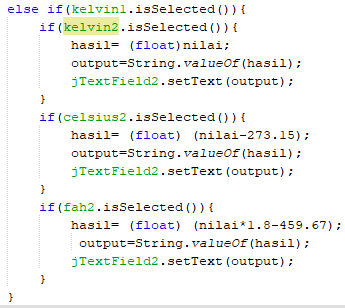 else if(kelvin1.isSelected()){
if(kelvin2.isSelected()){
hasil= (float)nilai;
output=String.valueOf(hasil);
jTextField2.setText(output);
}
if(celsius2.isSelected()){
hasil= (float) (nilai-273.15);
output=String.valueOf(hasil);
jTextField2.setText(output);
}
if(fah2.isSelected()){
hasil= (float) (nilai*1.8-459.67);
output=String.valueOf(hasil);
jTextField2.setText(output);
}
}